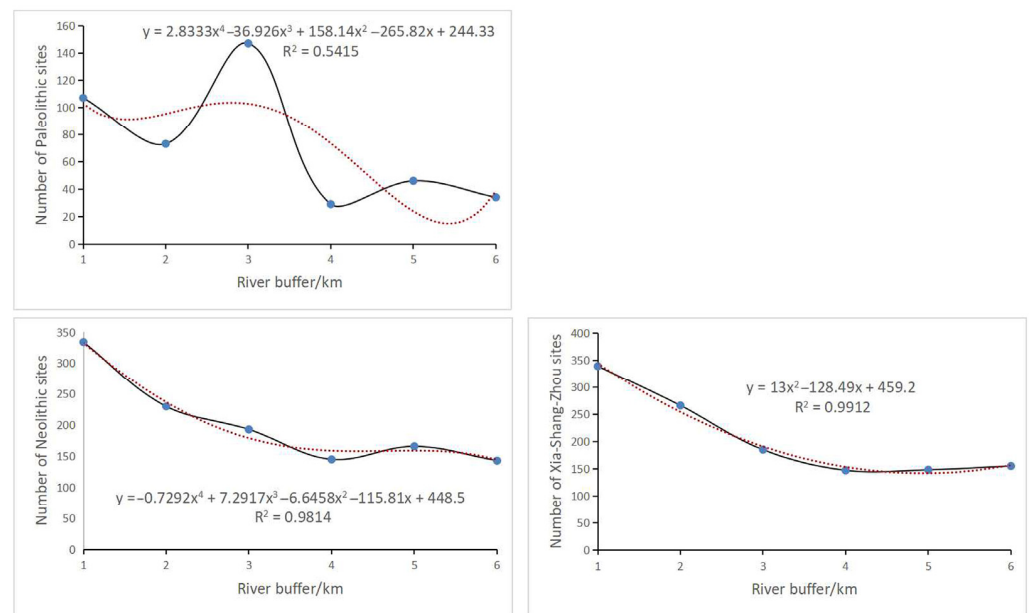 y = 2.8333x⁴−36.926x³ + 158.14x² −265.82x + 244.33
R² = 0.5415
Number of Paleolithic sites
160
140
120
100
80
60
40
20
0
1 2 3 4 5 6
River buffer/km
Number of Neolithic sites
350
300
250
200
150
100
50
0
y =−0.7292x⁴ + 7.2917x³−6.6458x²−115.81x + 448.5
R² = 0.9814
1 2 3 4 5 6
River buffer/km
Number of Xia-Shang-Zhou sites
400
350
300
250
200
150
100
50
0
y = 13x²−128.49x + 459.2
R² = 0.9912
1 2 3 4 5 6
River buffer/km